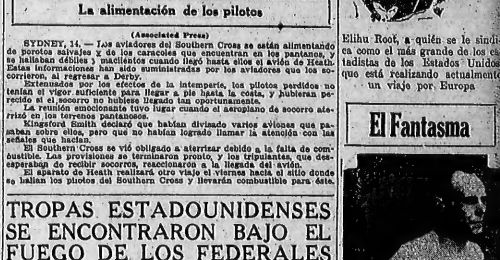 La alimentación de los pilotos
(Associated Press)
SYDNEY, 14. — Los aviadores del Southern Cross se están alimentando
de porotos salvajes y de los caracoles que encuentran en los pantanos, y
se hallaban débiles y macientos cuando llegó hasta ellos el avión de Heath.
Estas informaciones han sido suministradas por los aviadores que los so-
corrieron, al regresar a Derby.
Extenuados por los efectos de la intemperie, los pilotos perdidos no
tenían el vigor suficiente para llegar a pie hasta la costa, y hubieran pe-
recido si el socorro no hubiese llegado tan oportunamente.
La reunión emocionante tuvo lugar cuando el aeroplano de socorro ate-
rrizó en los terrenos pantanosos.
Kingsford Smith declaró que habían divisado varios aviones que pa-
saban sobre ellos, pero que no habían logrado llamar la atención con las
señales que hacían.
El Southern Cross se vió obligado a aterrizar debido a la falta de com-
bustible. Las provisiones se terminaron pronto, y los tripulantes, que des-
esperaban de recibir socorros, reaccionaron a la llegada del avión.
El aparato de Heath realizará otro viaje el viernes hacia el sitio donde
se hallan los pilotos del Southern Cross y llevarán combustible para éste.
TROPAS ESTADOUNIDENSES
SE ENCONTRARON BAJO EL
FUEGO DE LOS FEDERALES
Elihu Root, a quién se le sindi-
ca como el más grande de los es-
tadistas de los Estados Unidos
que está realizando actualmente
un viaje por Europa
El Fantasma